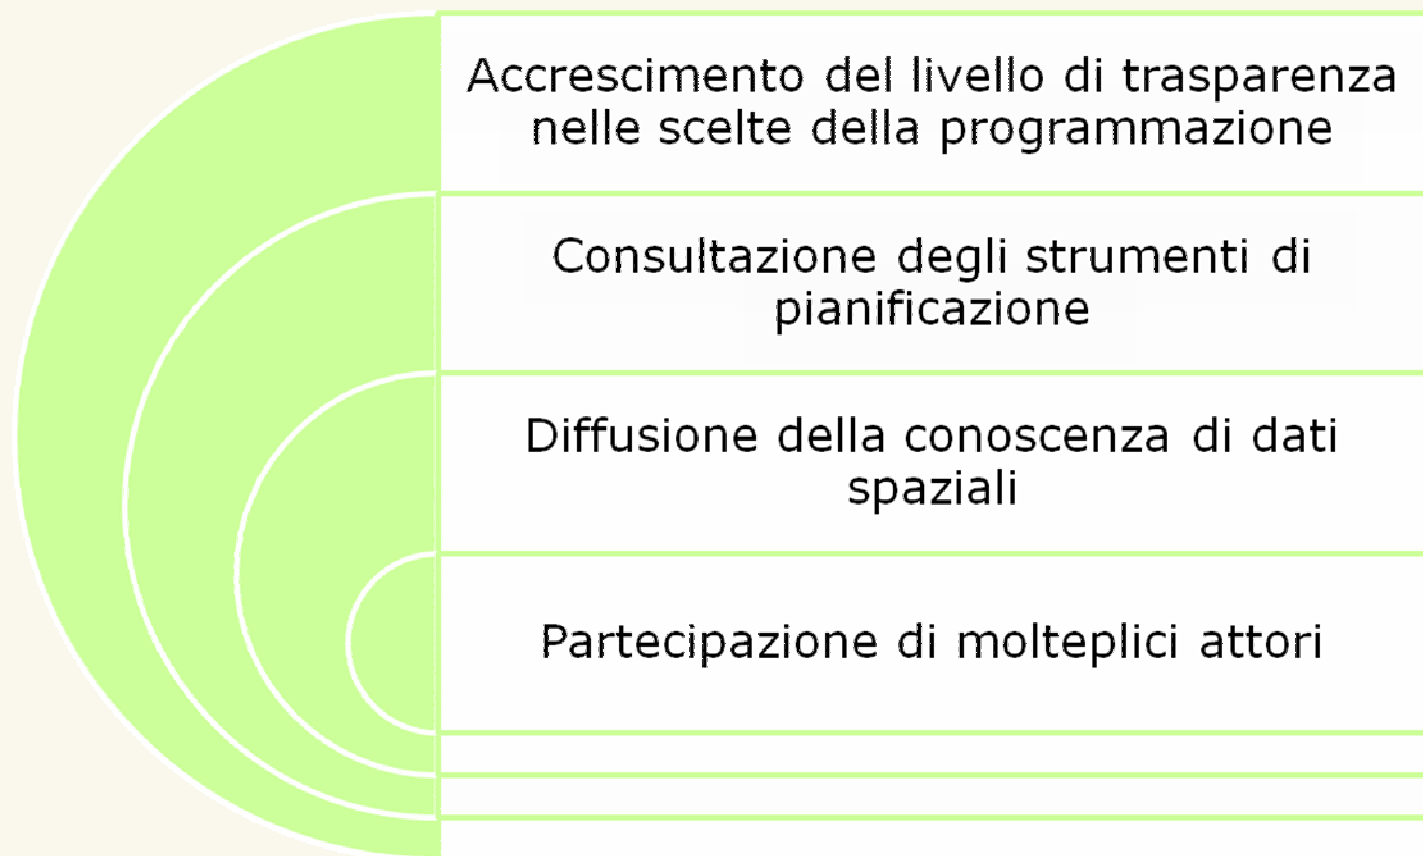 Accrescimento del livello di trasparenza
nelle scelte della programmazione
Consultazione degli strumenti di
pianificazione
Diffusione della conoscenza di dati
spaziali
Partecipazione di molteplici attori